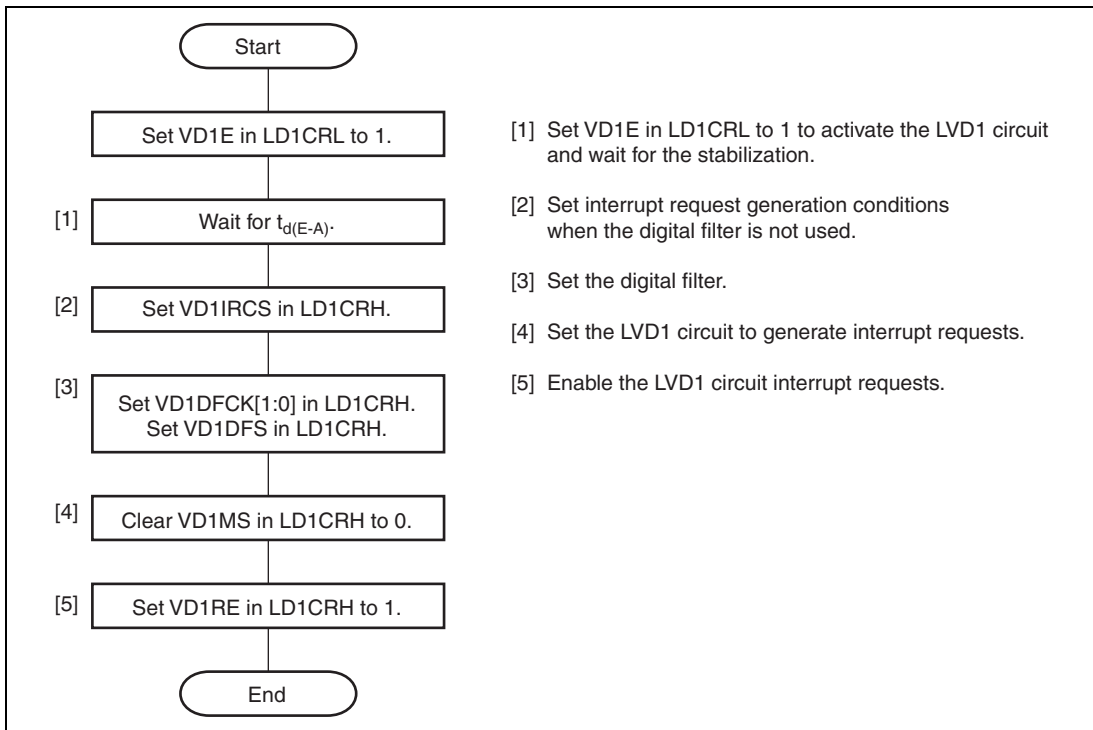 Start
Set VD1E in LD1CRL to 1.
[1] Wait for td(E-A).
[2] Set VD1IRCS in LD1CRH.
[3] Set VD1DFCK[1:0] in LD1CRH.
Set VD1DFS in LD1CRH.
[4] Clear VD1MS in LD1CRH to 0.
[5] Set VD1RE in LD1CRH to 1.
End
[1] Set VD1E in LD1CRL to 1 to activate the LVD1 circuit
and wait for the stabilization.
[2] Set interrupt request generation conditions
when the digital filter is not used.
[3] Set the digital filter.
[4] Set the LVD1 circuit to generate interrupt requests.
[5] Enable the LVD1 circuit interrupt requests.